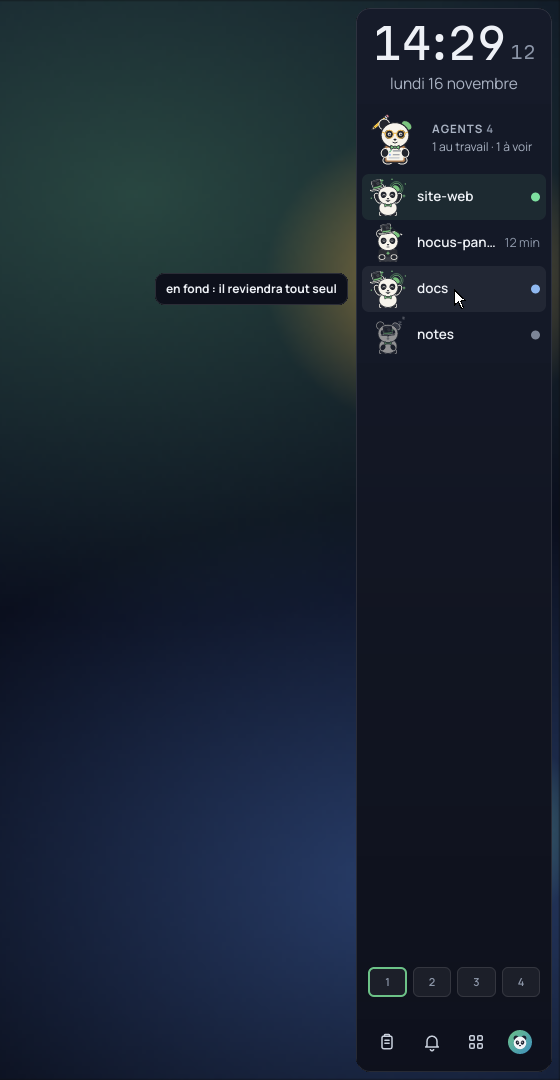 14:29 12
lundi 16 novembre
AGENTS 4
1 au travail · 1 à voir
site-web
hocus-pan… 12 min
en fond : il reviendra tout seul
docs
notes
1 2 3 4